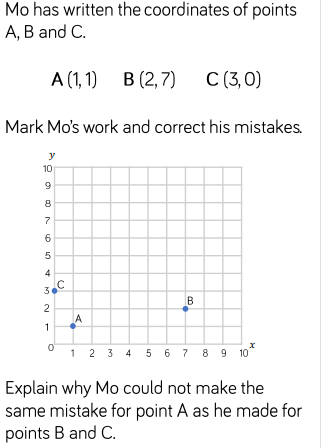 Mo has written the coordinates of points
A, B and C.
A (1, 1) B (2, 7) C (3, 0)
Mark Mo's work and correct his mistakes.
y
10
9
8
7
6
5
4
3 C
2 B
1 A
0 1 2 3 4 5 6 7 8 9 10 x
Explain why Mo could not make the
same mistake for point A as he made for
points B and C.